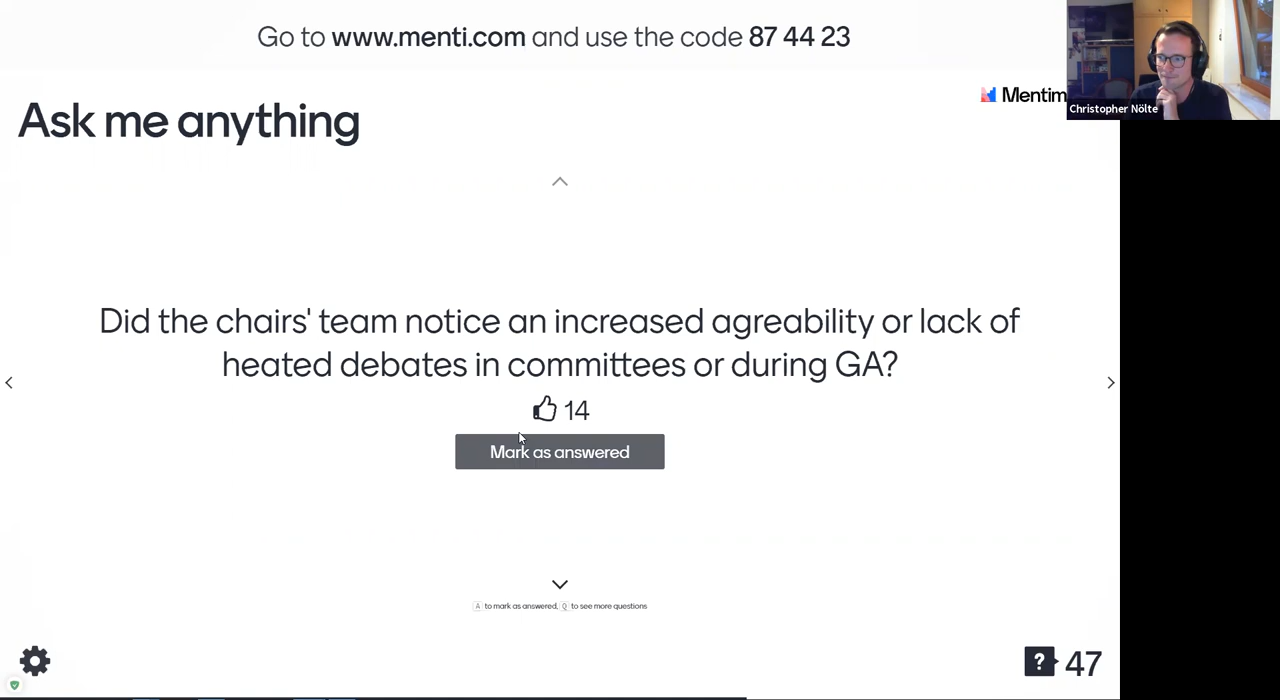 Go to www.menti.com and use the code 87 44 23
Mentim
Christopher Nölte
Ask me anything
Did the chairs' team notice an increased agreability or lack of
heated debates in committees or during GA?
14
Mark as answered
A to mark as answered, Q to see more questions
? 47